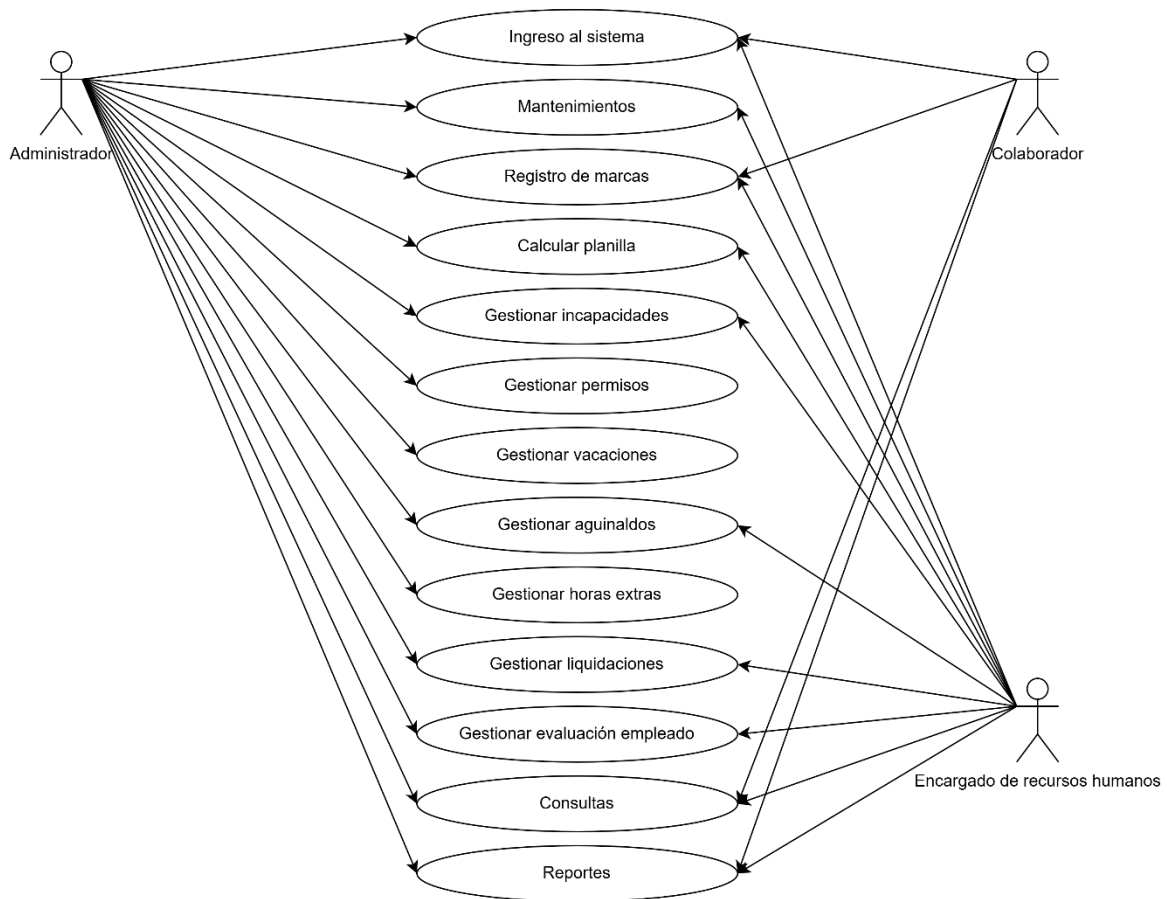 Ingreso al sistema
Mantenimientos
Administrador
Colaborador
Registro de marcas
Calcular planilla
Gestionar incapacidades
Gestionar permisos
Gestionar vacaciones
Gestionar aguinaldos
Gestionar horas extras
Gestionar liquidaciones
Gestionar evaluación empleado
Encargado de recursos humanos
Consultas
Reportes